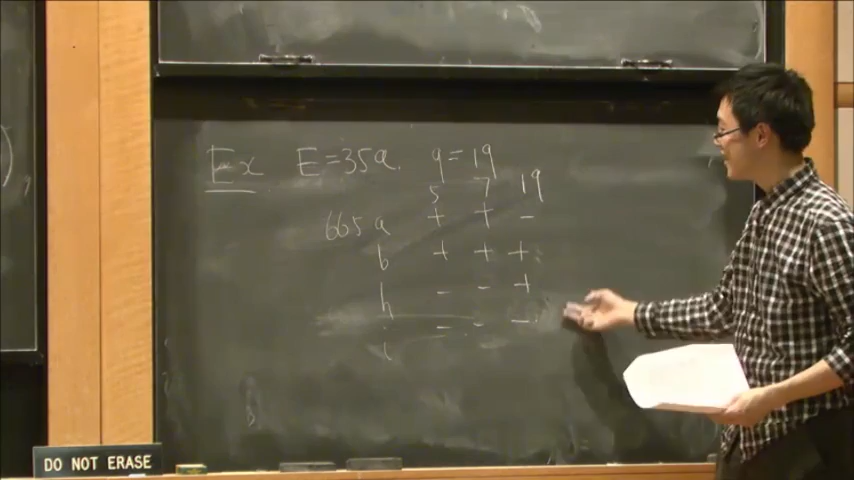 Ex E=35a. q=19
5 7 19
665 a + + -
b + + +
h - - +
i - - -
DO NOT ERASE